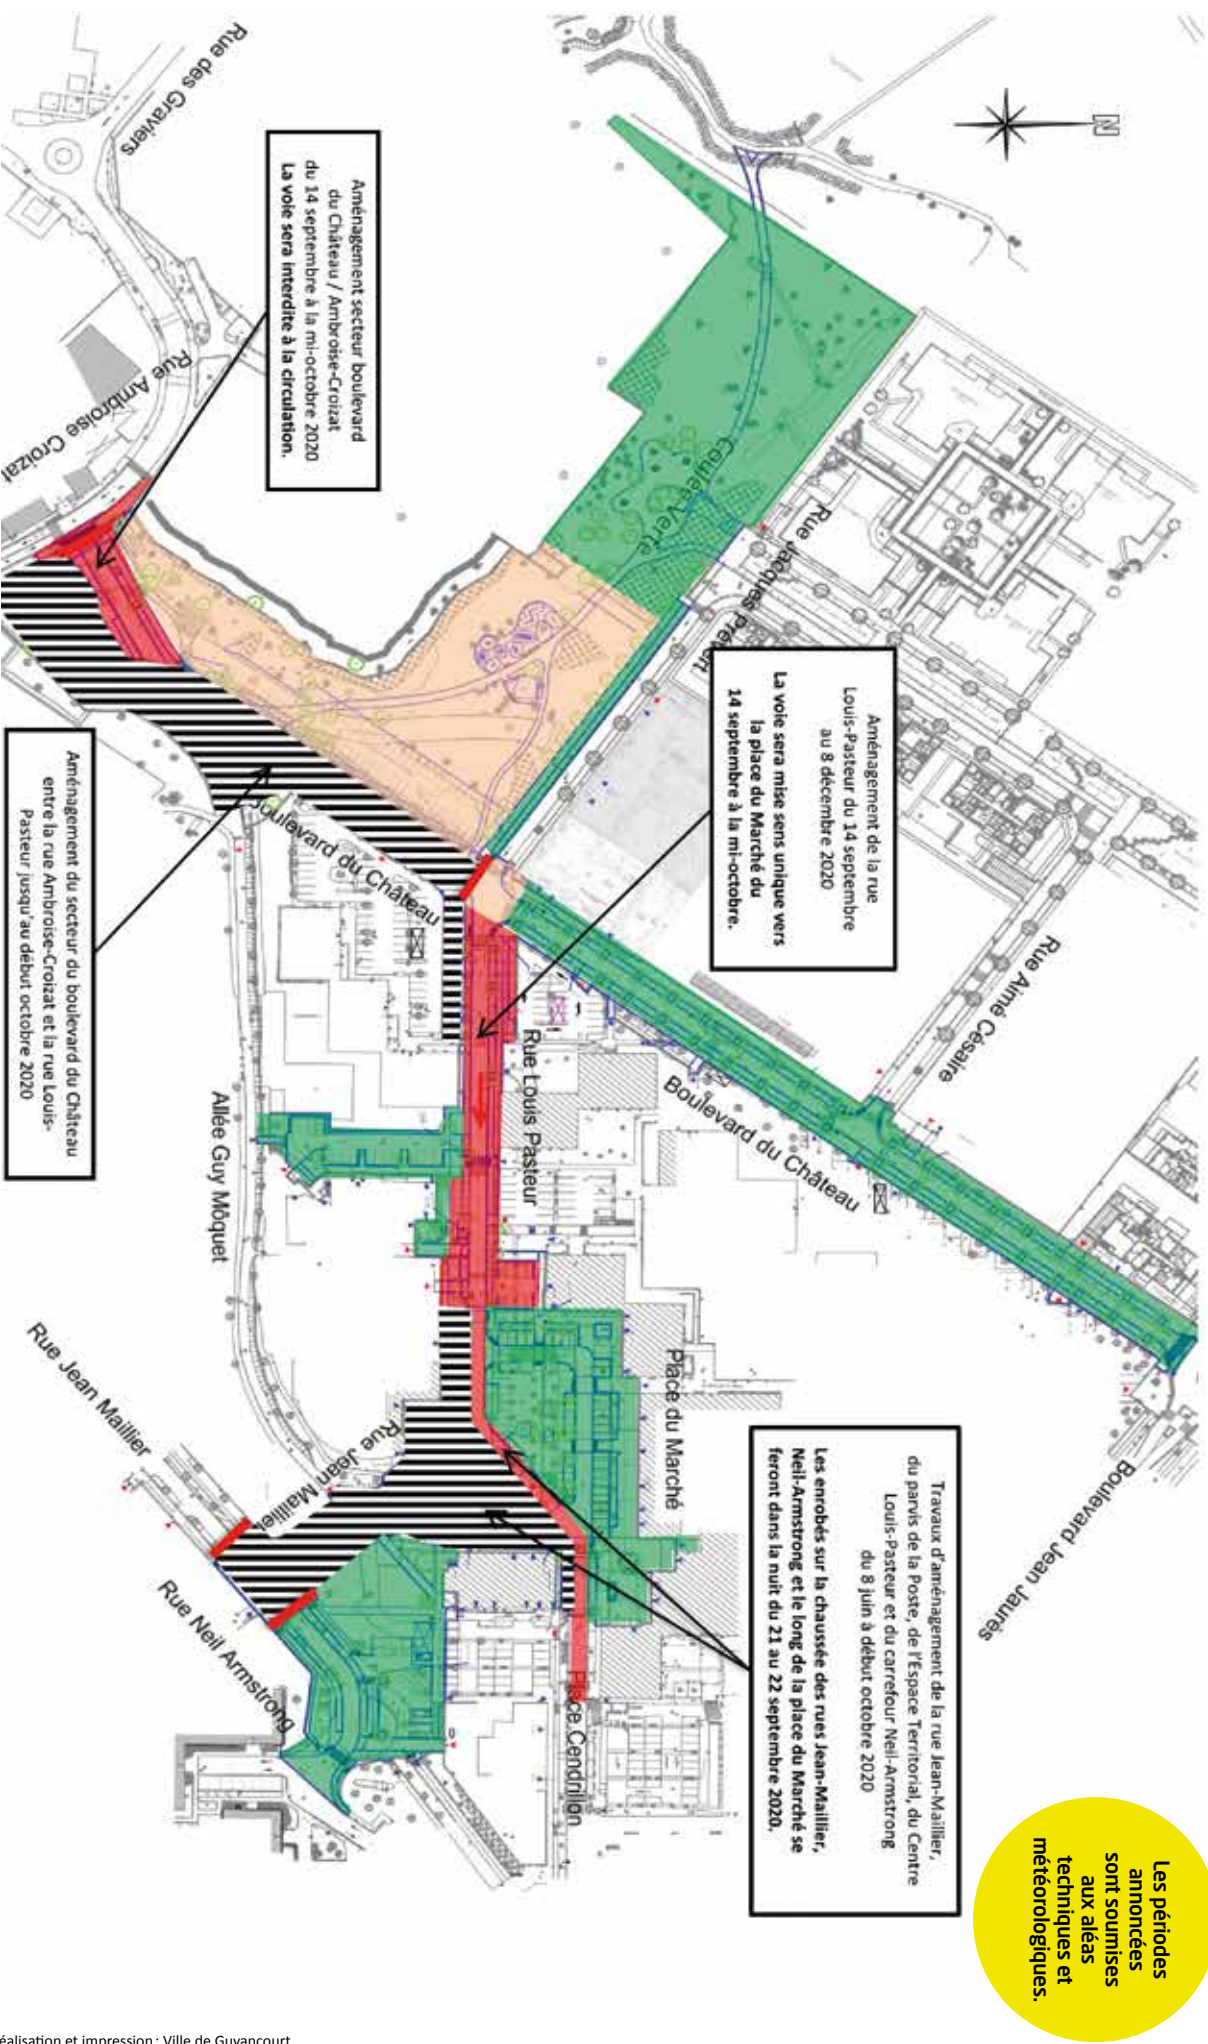 Rue des Graviers
N
Aménagement secteur boulevard
du Château / Ambroise-Croizat
du 14 septembre à la mi-octobre 2020
La voie sera interdite à la circulation.
Rue Ambroise Croizat
Coulée Verte
Rue Jacques Prévert
Aménagement de la rue
Louis-Pasteur du 14 septembre
au 8 décembre 2020
La voie sera mise sens unique vers
la place du Marché du
14 septembre à la mi-octobre.
Aménagement du secteur du boulevard du Château
entre la rue Ambroise-Croizat et la rue Louis-
Pasteur jusqu'au début octobre 2020
Boulevard du Château
Rue Aimé Césaire
Rue Louis Pasteur
Boulevard du Château
Allée Guy Môquet
Place du Marché
Rue Jean Maillier
Rue Jean Maillier
Boulevard Jean Jaurès
Travaux d'aménagement de la rue Jean-Maillier,
du parvis de la Poste, de l'Espace Territorial, du Centre
Louis-Pasteur et du carrefour Neil-Armstrong
du 8 juin à début octobre 2020
Les enrobés sur la chaussée des rues Jean-Maillier,
Neil-Armstrong et le long de la place du Marché se
feront dans la nuit du 21 au 22 septembre 2020.
Rue Neil Armstrong
Place Cendrillon
Les périodes
annoncées
sont soumises
aux aléas
techniques et
météorologiques.
éalisation et impression : Ville de Guyancourt